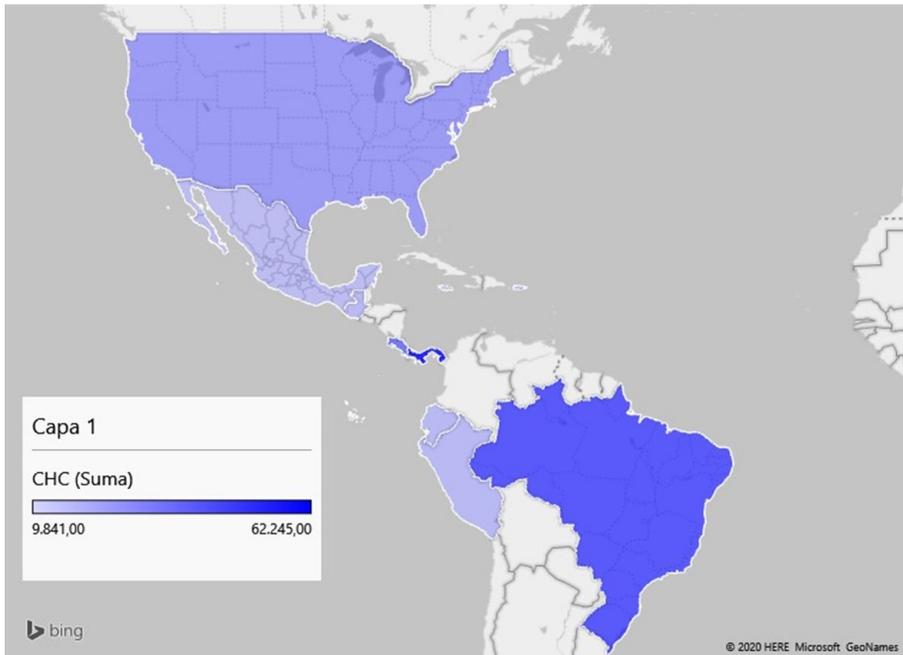 Capa 1
CHC (Suma)
9.841,00 62.245,00
bing
© 2020 HERE Microsoft GeoNames